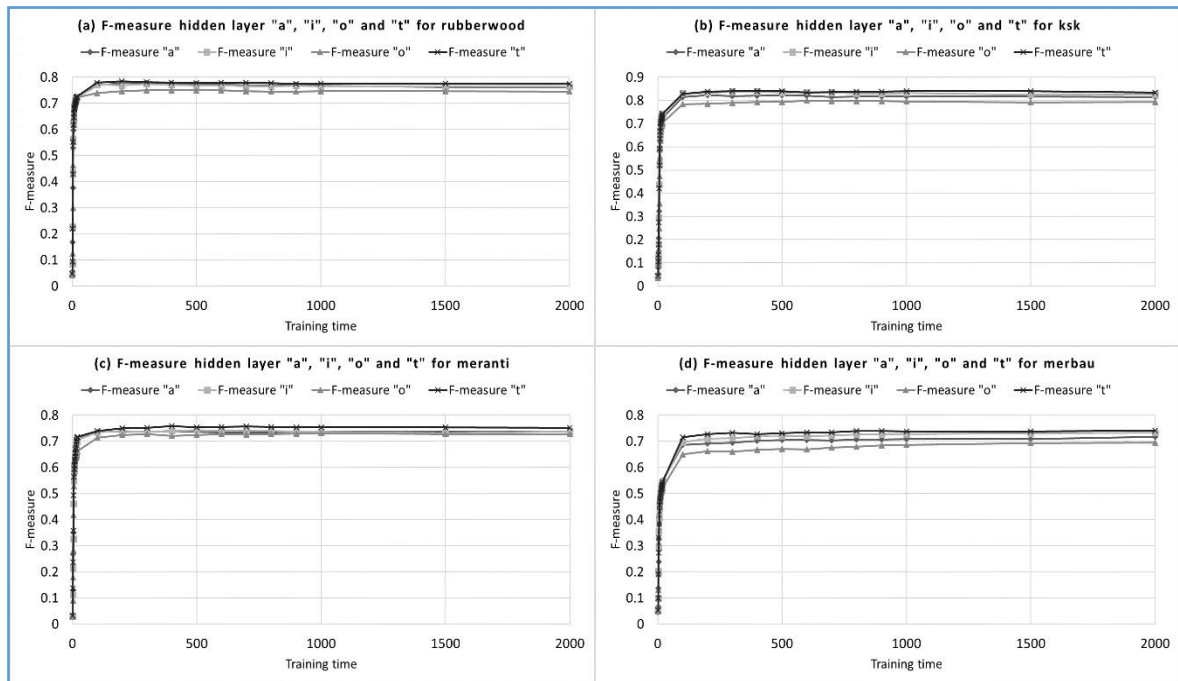 (a) F-measure hidden layer "a", "i", "o" and "t" for rubberwood
F-measure "a" F-measure "i" F-measure "o" F-measure "t"
0.8
0.7
0.6
0.5
0.4
0.3
0.2
0.1
0
F-measure
0 500 1000 1500 2000
Training time
(b) F-measure hidden layer "a", "i", "o" and "t" for ksk
F-measure "a" F-measure "i" F-measure "o" F-measure "t"
0.9
0.8
0.7
0.6
0.5
0.4
0.3
0.2
0.1
0
F-measure
0 500 1000 1500 2000
Training time
(c) F-measure hidden layer "a", "i", "o" and "t" for meranti
F-measure "a" F-measure "i" F-measure "o" F-measure "t"
0.8
0.7
0.6
0.5
0.4
0.3
0.2
0.1
0
F-measure
0 500 1000 1500 2000
Training time
(d) F-measure hidden layer "a", "i", "o" and "t" for merbau
F-measure "a" F-measure "i" F-measure "o" F-measure "t"
0.8
0.7
0.6
0.5
0.4
0.3
0.2
0.1
0
F-measure
0 500 1000 1500 2000
Training time